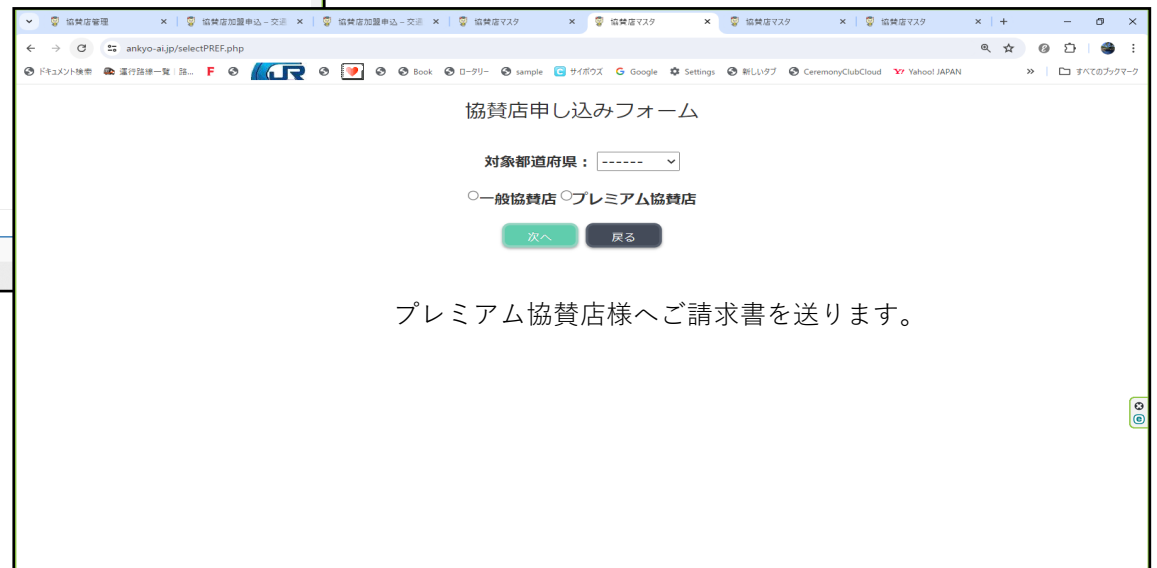 協賛店管理
協賛店加盟申込 – 交通
協賛店加盟申込 – 交通
協賛店マスタ
協賛店マスタ
協賛店マスタ
協賛店マスタ
ankyo-ai.jp/selectPREF.php
ドキュメント検索 運行路線一覧 | 路... F JR Book ロータリー sample サイボウズ Google Settings 新しいタブ CeremonyClubCloud Yahoo! JAPAN » すべてのブックマーク
協賛店申し込みフォーム
対象都道府県： ------
一般協賛店 プレミアム協賛店
次へ 戻る
プレミアム協賛店様へご請求書を送ります。